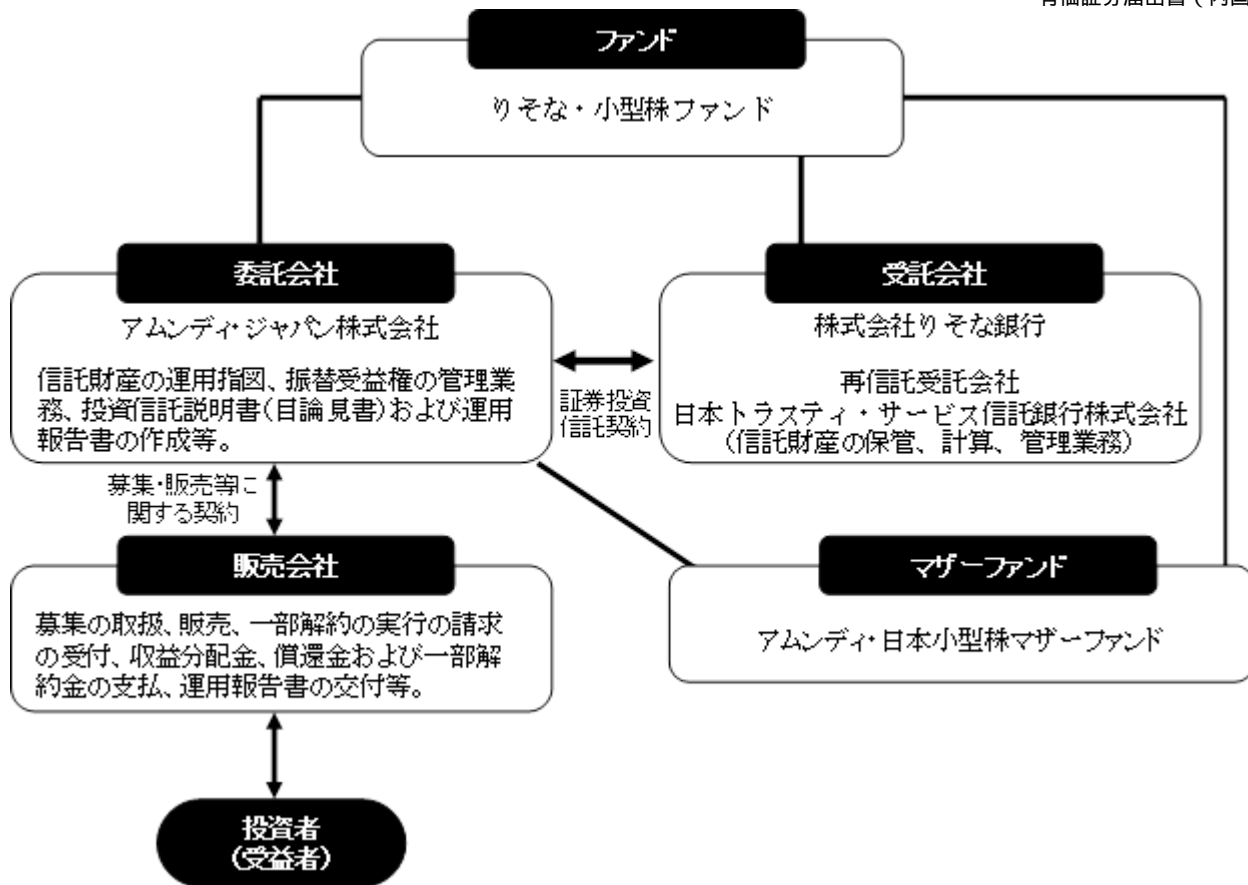 ファンド
りそな・小型株ファンド
委託会社
アムンディ・ジャパン株式会社
信託財産の運用指図、振替受益権の管理業
務、投資信託説明書(目論見書)および運用
報告書の作成等。
証券投資
信託契約
受託会社
株式会社りそな銀行
再信託受託会社
日本トラスティ・サービス信託銀行株式会社
(信託財産の保管、計算、管理業務)
募集・販売等に
関する契約
販売会社
募集の取扱、販売、一部解約の実行の請求
の受付、収益分配金、償還金および一部解
約金の支払、運用報告書の交付等。
マザーファンド
アムンディ・日本小型株マザーファンド
投資者
(受益者)